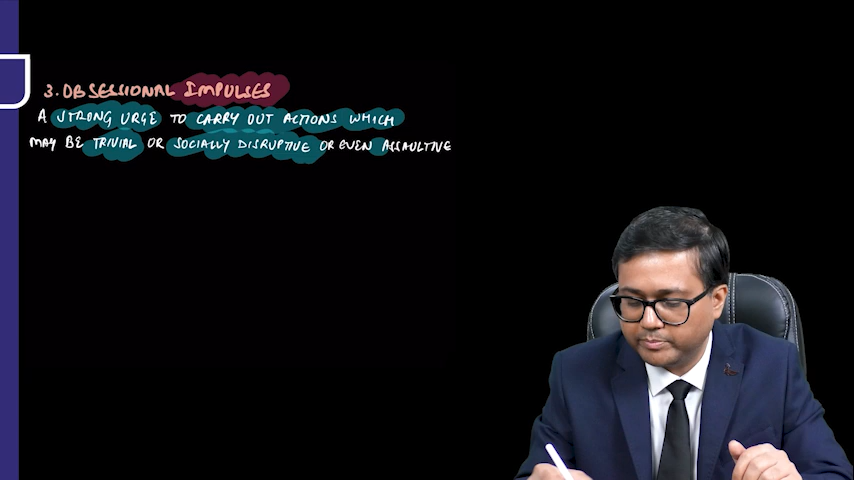 3. OBSESSIONAL IMPULSES
A STRONG URGE TO CARRY OUT ACTIONS WHICH
MAY BE TRIVIAL OR SOCIALLY DISRUPTIVE OR EVEN ASSAULTIVE